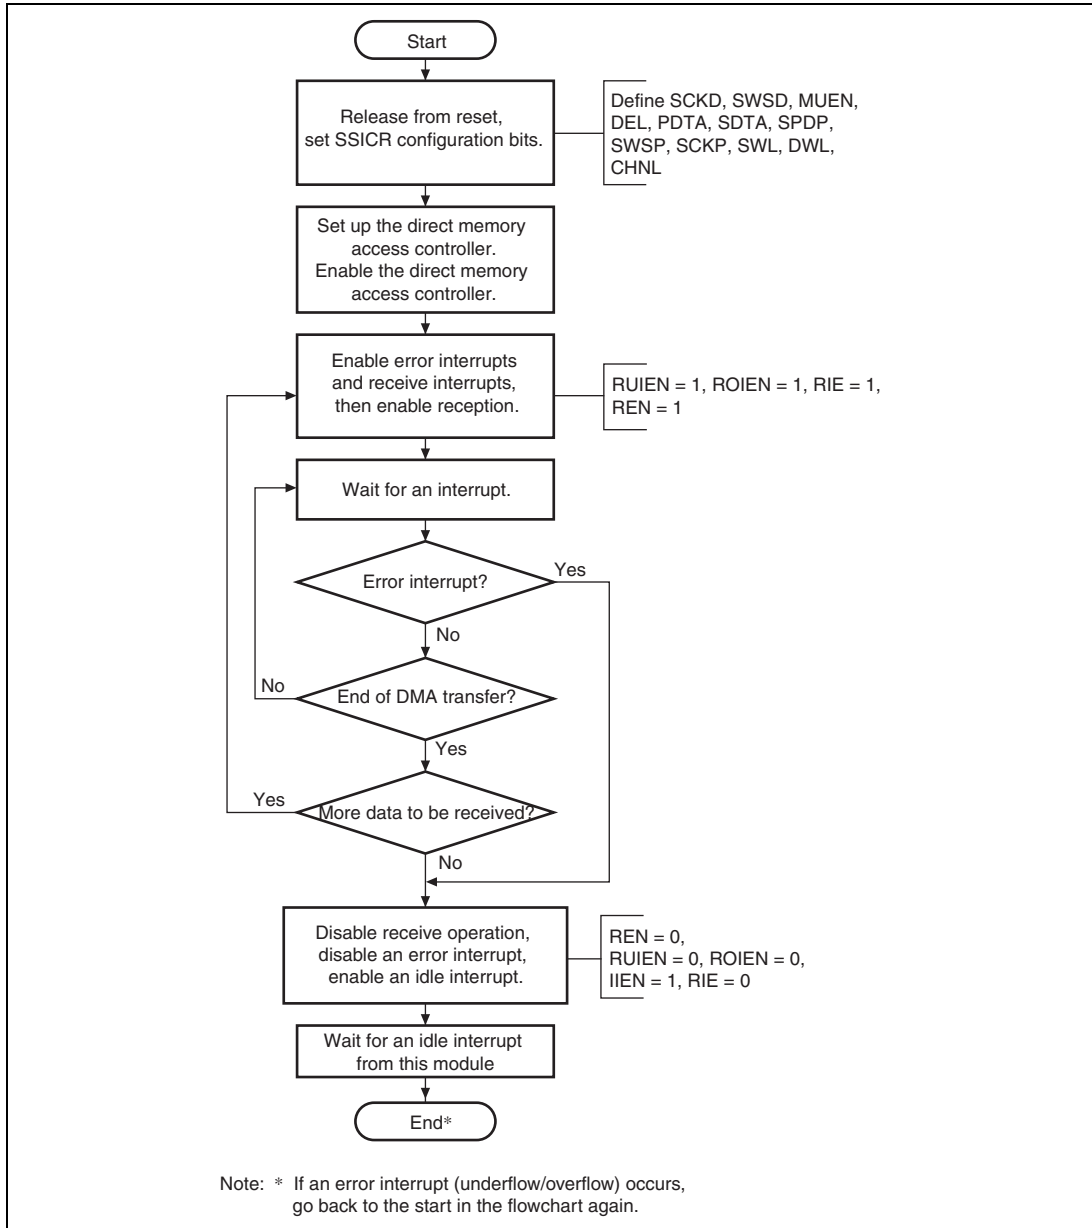 Start
Release from reset,
set SSICR configuration bits.
Define SCKD, SWSD, MUEN,
DEL, PDTA, SDTA, SPDP,
SWSP, SCKP, SWL, DWL,
CHNL
Set up the direct memory
access controller.
Enable the direct memory
access controller.
Enable error interrupts
and receive interrupts,
then enable reception.
RUIEN = 1, ROIEN = 1, RIE = 1,
REN = 1
Wait for an interrupt.
Error interrupt?
Yes
No
End of DMA transfer?
No
Yes
More data to be received?
Yes
No
Disable receive operation,
disable an error interrupt,
enable an idle interrupt.
REN = 0,
RUIEN = 0, ROIEN = 0,
IIEN = 1, RIE = 0
Wait for an idle interrupt
from this module
End*
Note: * If an error interrupt (underflow/overflow) occurs,
go back to the start in the flowchart again.